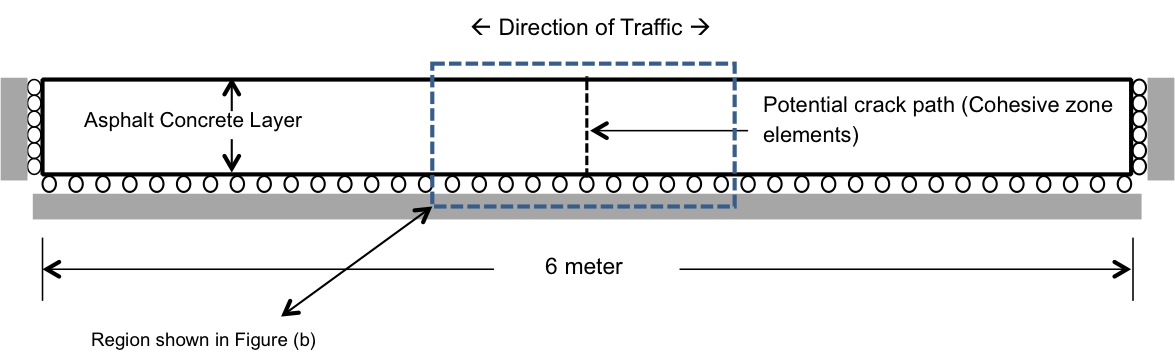 ← Direction of Traffic →
Asphalt Concrete Layer
Potential crack path (Cohesive zone
elements)
6 meter
Region shown in Figure (b)